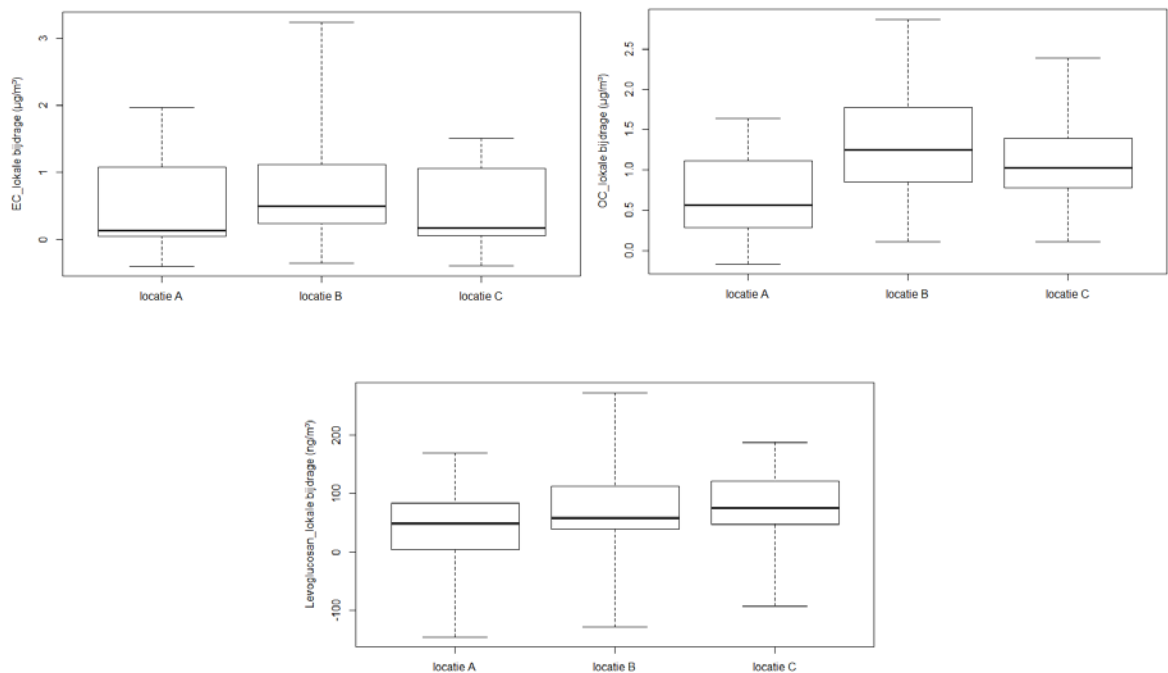 EC_lokale bijdrage (µg/m³)
3
2
1
0
locatie A
locatie B
locatie C
OC_lokale bijdrage (µg/m³)
2.5
2.0
1.5
1.0
0.5
0.0
locatie A
locatie B
locatie C
Levoglucosan_lokale bijdrage (ng/m³)
200
100
0
-100
locatie A
locatie B
locatie C